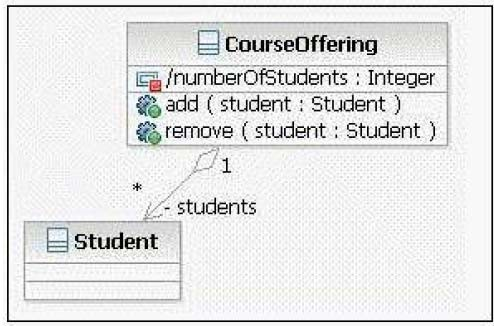 CourseOffering
/numberOfStudents : Integer
add ( student : Student )
remove ( student : Student )
1
*
- students
Student